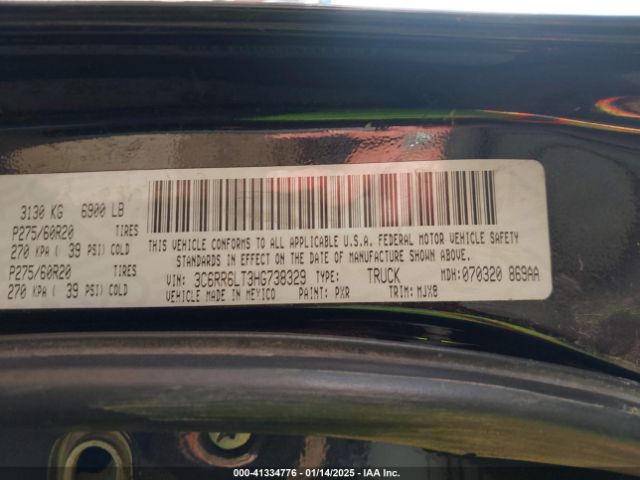 3130 KG 6900 LB
P275/60R20 TIRES
270 KPA ( 39 PSI) COLD
P275/60R20 TIRES
270 KPA ( 39 PSI) COLD
THIS VEHICLE CONFORMS TO ALL APPLICABLE U.S.A. FEDERAL MOTOR VEHICLE SAFETY
STANDARDS IN EFFECT ON THE DATE OF MANUFACTURE SHOWN ABOVE.
VIN: 3C6RR6LT3HG738329 TYPE: TRUCK MDH: 070320 869AA
VEHICLE MADE IN MEXICO PAINT: PXR TRIM: MJX8
000-41334776 - 01/14/2025 - IAA Inc.